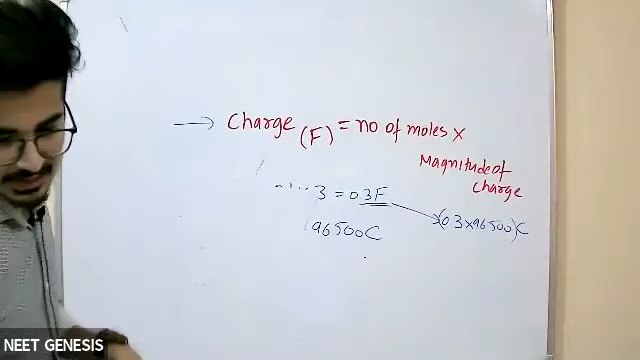 → Charge (F) = no of moles x
Magnitude of
charge
3 = 0.3F
(0.3x96500)C
96500C
NEET GENESIS